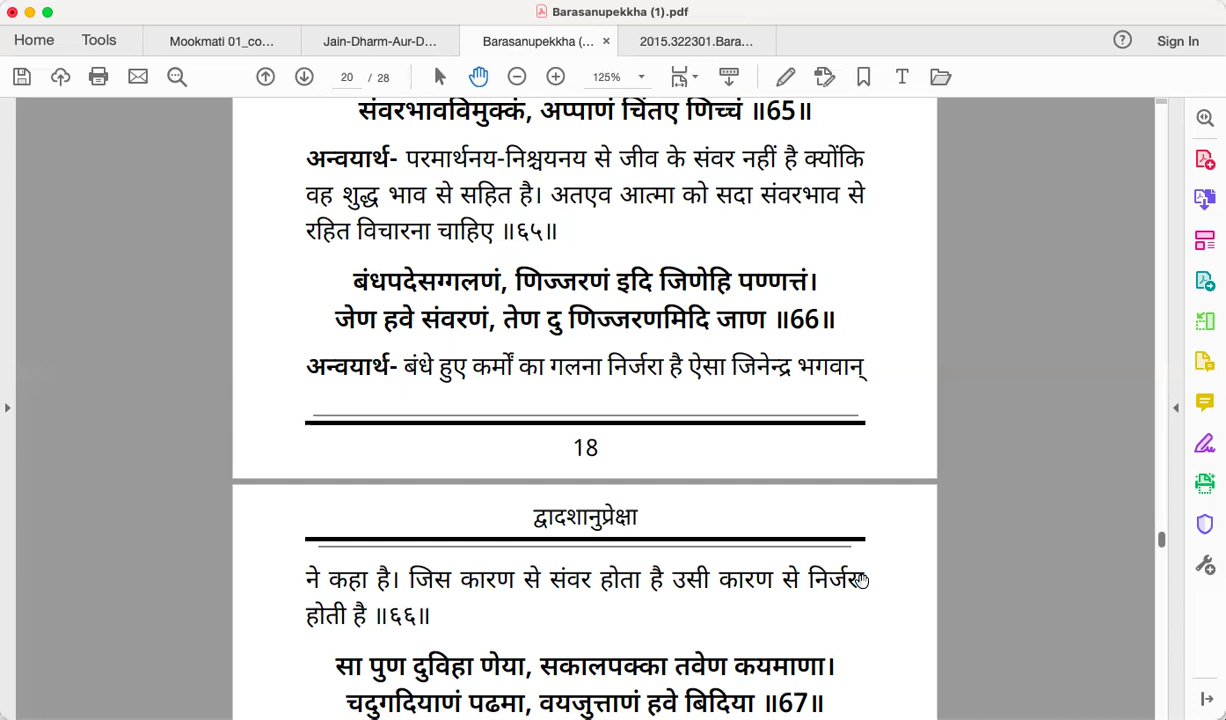 Barasanupekkha (1).pdf
Home Tools Mookmati 01_co... Jain-Dharm-Aur-D... Barasanupekkha (... × 2015.322301.Bara... Sign In
20 / 28 125%
संवरभावविमुक्कं, अप्पाणं चिंतए णिच्चं ॥65॥
अन्वयार्थ- परमार्थनय-निश्चयनय से जीव के संवर नहीं है क्योंकि
वह शुद्ध भाव से सहित है। अतएव आत्मा को सदा संवरभाव से
रहित विचारना चाहिए ॥६५॥
बंधपदेसग्गलणं, णिज्जरणं इदि जिणेहि पण्णत्तं।
जेण हवे संवरणं, तेण दु णिज्जरणमिदि जाण ॥66॥
अन्वयार्थ- बंधे हुए कर्मों का गलना निर्जरा है ऐसा जिनेन्द्र भगवान्
18
द्वादशानुप्रेक्षा
ने कहा है। जिस कारण से संवर होता है उसी कारण से निर्जरा
होती है ॥६६॥
सा पुण दुविहा णेया, सकालपक्का तवेण कयमाणा।
चदुगदियाणं पढमा, वयजुत्ताणं हवे बिदिया ॥67॥